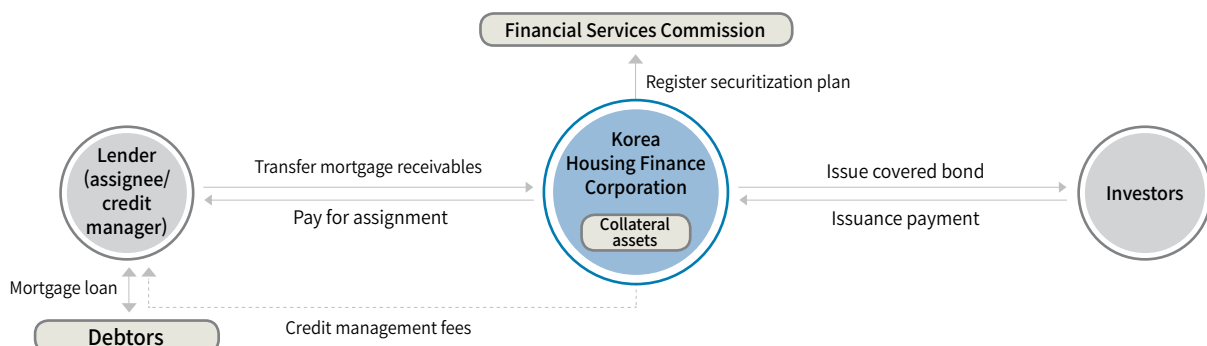 Financial Services Commission
Register securitization plan
Lender
(assignee/
credit
manager)
Transfer mortgage receivables
Pay for assignment
Korea
Housing Finance
Corporation
Collateral
assets
Issue covered bond
Issuance payment
Investors
Mortgage loan
Credit management fees
Debtors